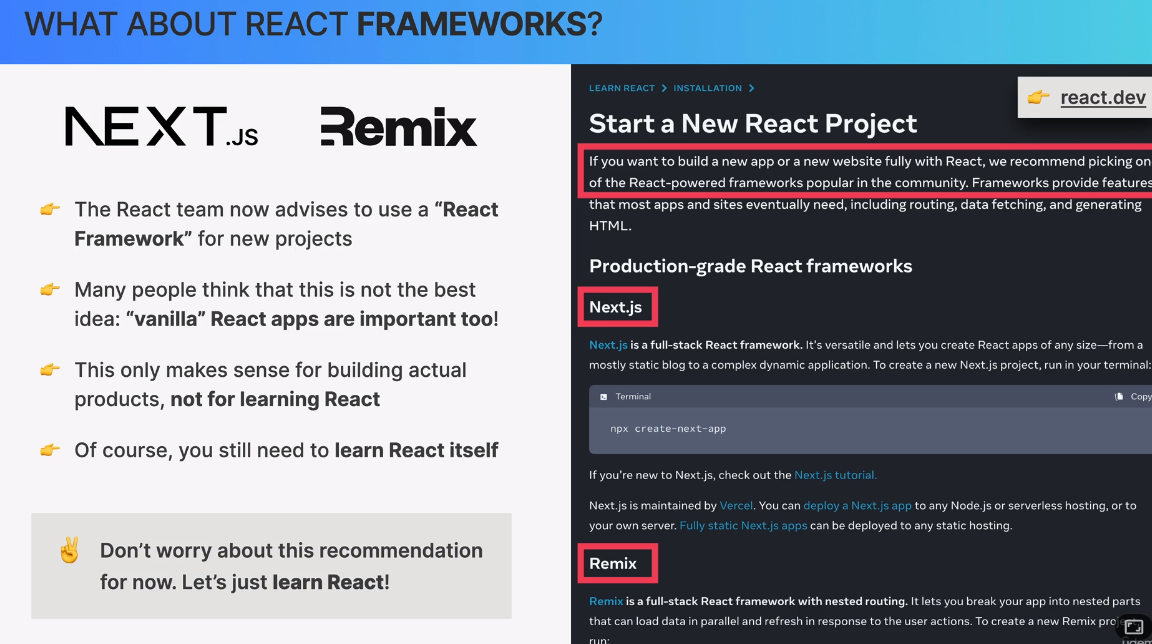 WHAT ABOUT REACT FRAMEWORKS?
NEXT.JS
Remix
The React team now advises to use a “React
Framework” for new projects
Many people think that this is not the best
idea: “vanilla” React apps are important too!
This only makes sense for building actual
products, not for learning React
Of course, you still need to learn React itself
Don’t worry about this recommendation
for now. Let’s just learn React!
LEARN REACT > INSTALLATION >
react.dev
Start a New React Project
If you want to build a new app or a new website fully with React, we recommend picking on
of the React-powered frameworks popular in the community. Frameworks provide features
that most apps and sites eventually need, including routing, data fetching, and generating
HTML.
Production-grade React frameworks
Next.js
Next.js is a full-stack React framework. It’s versatile and lets you create React apps of any size—from a
mostly static blog to a complex dynamic application. To create a new Next.js project, run in your terminal:
Terminal
Copy
npx create-next-app
If you’re new to Next.js, check out the Next.js tutorial.
Next.js is maintained by Vercel. You can deploy a Next.js app to any Node.js or serverless hosting, or to
your own server. Fully static Next.js apps can be deployed to any static hosting.
Remix
Remix is a full-stack React framework with nested routing. It lets you break your app into nested parts
that can load data in parallel and refresh in response to the user actions. To create a new Remix
run: